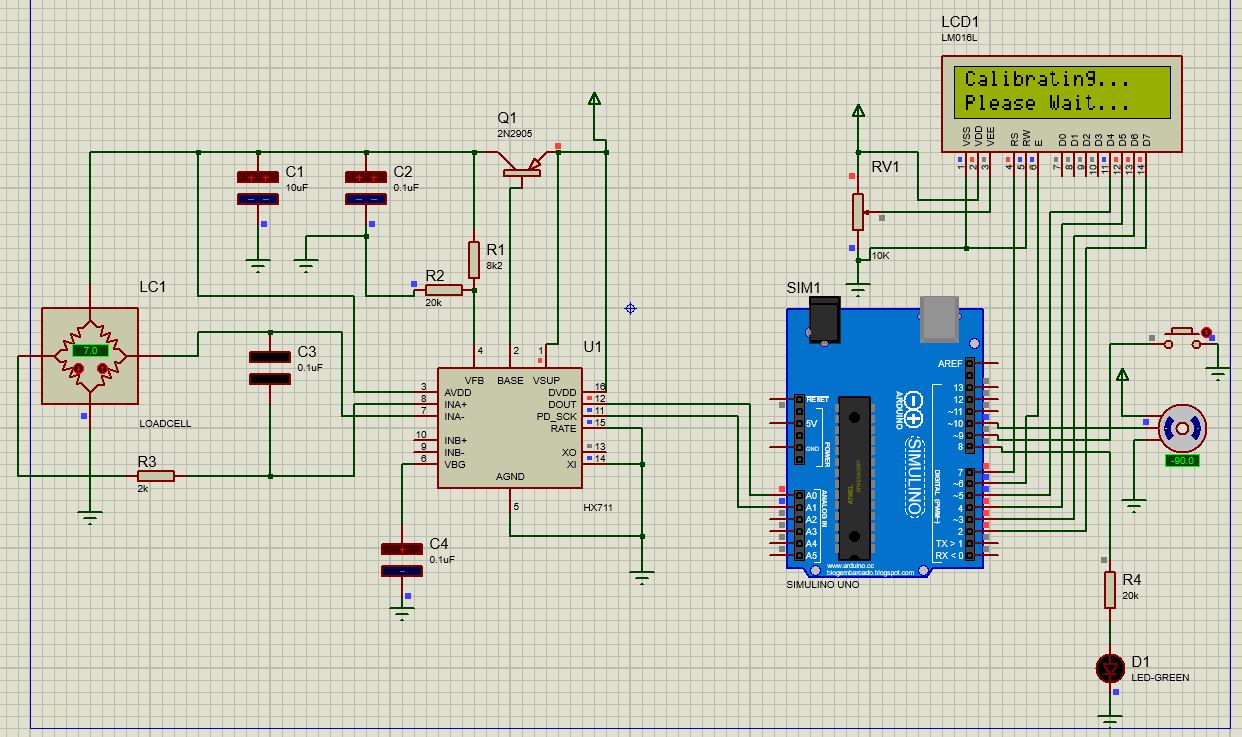 LCD1
LM016L
Calibrating...
Please Wait...
VSS VDD VEE RS RW E D0 D1 D2 D3 D4 D5 D6 D7
1 2 3 4 5 6 7 8 9 10 11 12 13 14
Q1
2N2905
C1
10uF
C2
0.1uF
RV1
10K
R1
8k2
R2
20k
LC1
7.0
LOADCELL
C3
0.1uF
R3
2k
U1
4 2 1
VFB BASE VSUP
3 AVDD
8 INA+
7 INA-
10 INB+
9 INB-
6 VBG
DVDD 16
DOUT 12
PD_SCK 11
RATE 15
XO 13
XI 14
AGND
5
HX711
C4
0.1uF
SIM1
AREF
13
12
~11
~10
~9
8
7
~6
~5
4
~3
2
TX > 1
RX < 0
RESET
5V
GND
POWER
A0
A1
A2
A3
A4
A5
ANALOG IN
ARDUINO
SIMULINO
DIGITAL (PWM~)
ATMEL
www.arduino.cc
blogembarcado.blogspot.com
SIMULINO UNO
-90.0
R4
20k
D1
LED-GREEN